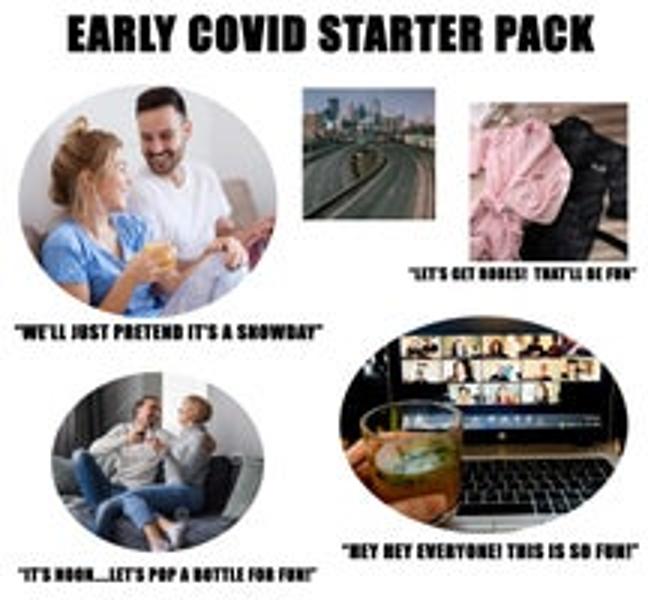 EARLY COVID STARTER PACK
"LET'S GET ROBES! THAT'LL BE FUN"
"WE'LL JUST PRETEND IT'S A SNOWDAY"
"HEY HEY EVERYONE! THIS IS SO FUN!"
"IT'S NOON....LET'S POP A BOTTLE FOR FUN!"